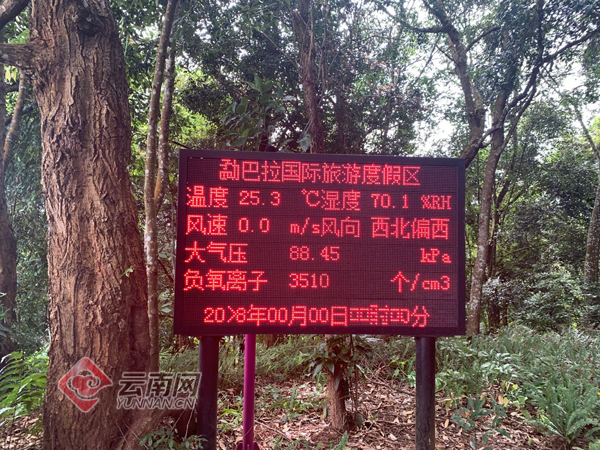 勐巴拉国际旅游度假区
温度 25.3 ℃湿度 70.1 %RH
风速 0.0 m/s风向 西北偏西
大气压 88.45 kPa
负氧离子 3510 个/cm3
00月00日
云南网
YUNNAN.CN